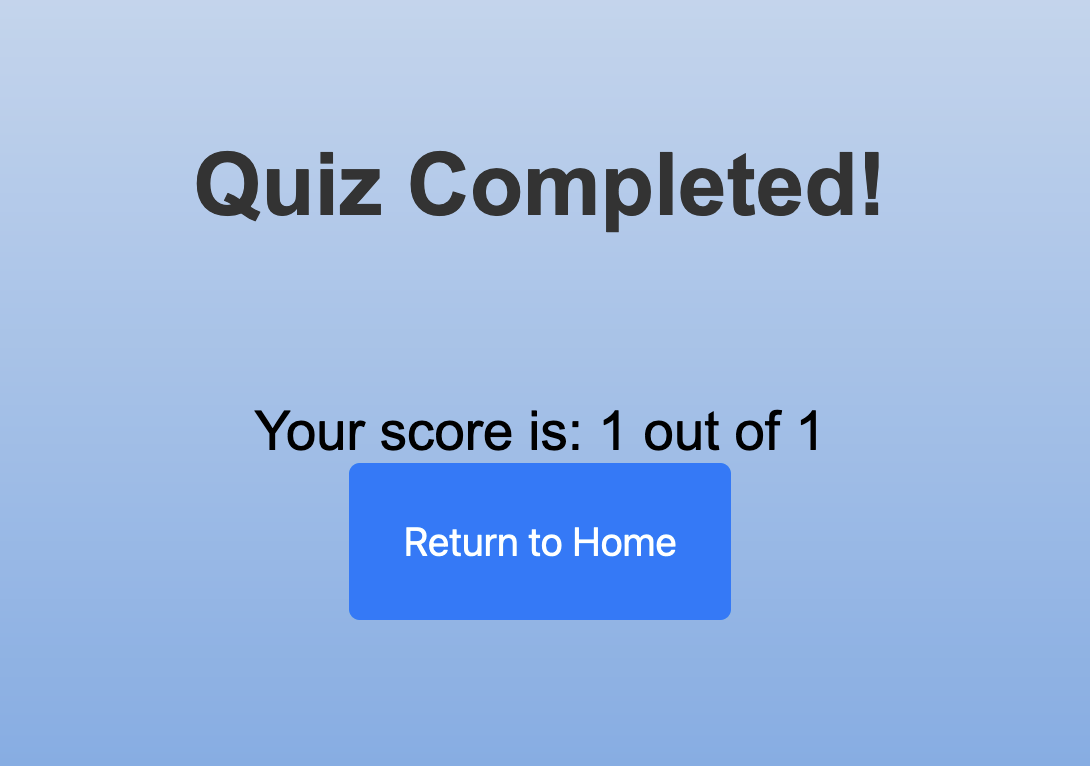 Quiz Completed!
Your score is: 1 out of 1
Return to Home